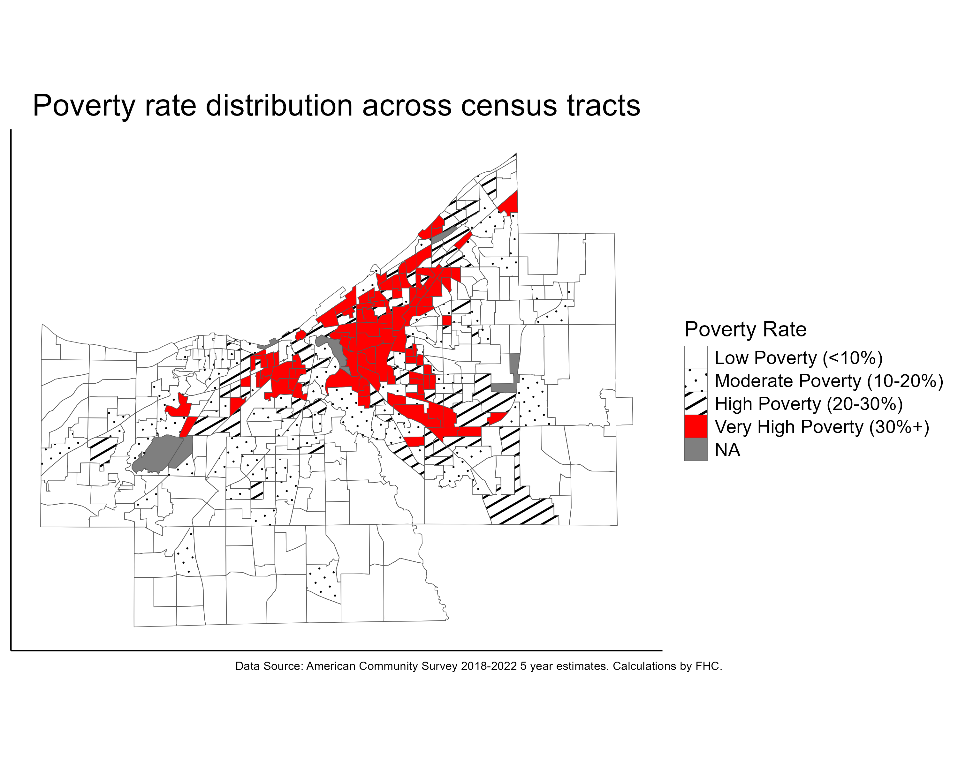 Poverty rate distribution across census tracts
Poverty Rate
Low Poverty (<10%)
Moderate Poverty (10-20%)
High Poverty (20-30%)
Very High Poverty (30%+)
NA
Data Source: American Community Survey 2018-2022 5 year estimates. Calculations by FHC.